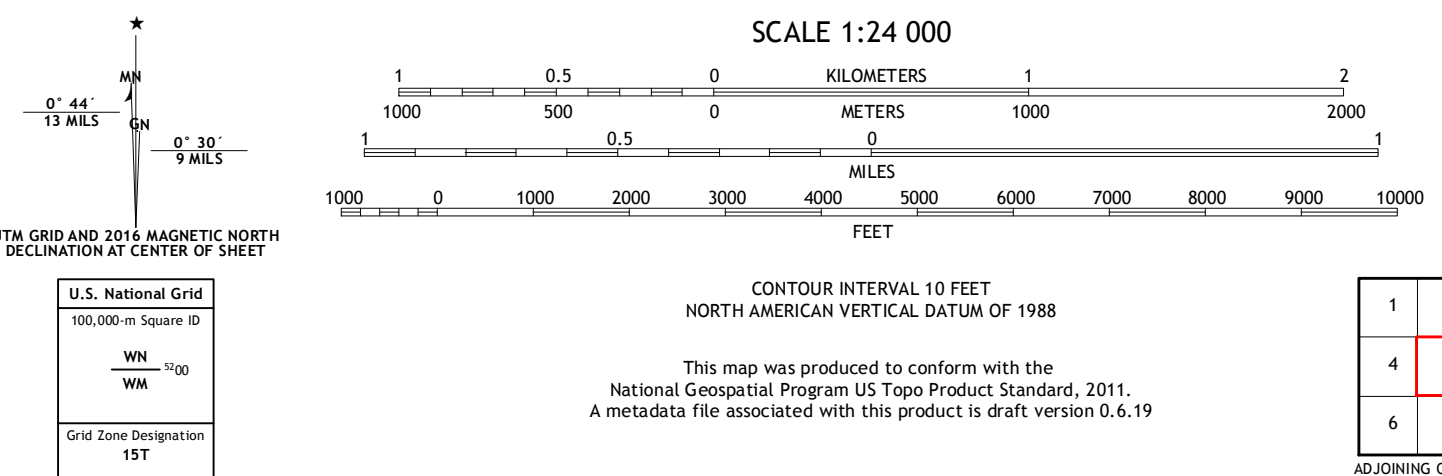 SCALE 1:24 000
MN
GN
0° 44´
13 MILS
0° 30´
9 MILS
UTM GRID AND 2016 MAGNETIC NORTH
DECLINATION AT CENTER OF SHEET
1 0.5 0 KILOMETERS 1 2
1000 500 0 METERS 1000 2000
1 0.5 0 1
MILES
1000 0 1000 2000 3000 4000 5000 6000 7000 8000 9000 10000
FEET
U.S. National Grid
100,000-m Square ID
WN
5200
WM
Grid Zone Designation
15T
CONTOUR INTERVAL 10 FEET
NORTH AMERICAN VERTICAL DATUM OF 1988
This map was produced to conform with the
National Geospatial Program US Topo Product Standard, 2011.
A metadata file associated with this product is draft version 0.6.19
1
4
6
ADJOINING